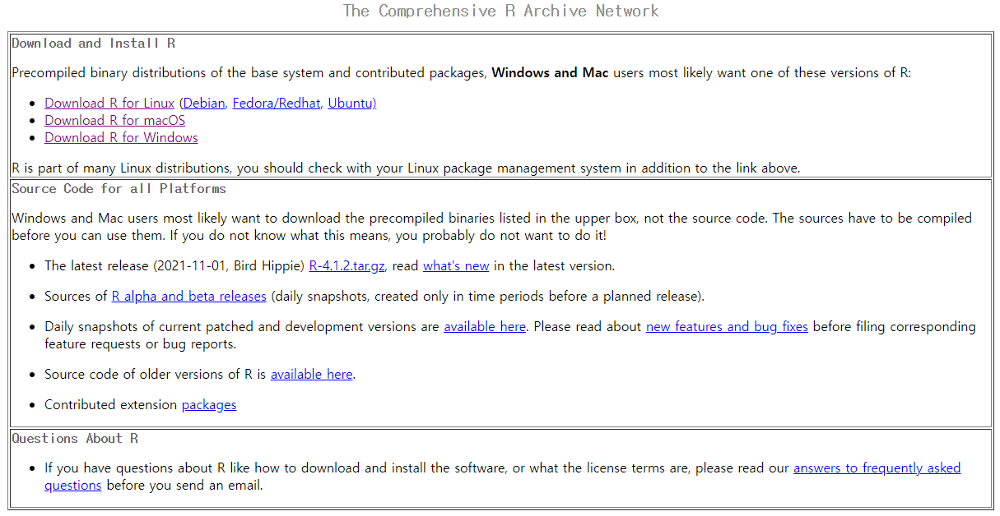 The Comprehensive R Archive Network
Download and Install R
Precompiled binary distributions of the base system and contributed packages, Windows and Mac users most likely want one of these versions of R:
Download R for Linux (Debian, Fedora/Redhat, Ubuntu)
Download R for macOS
Download R for Windows
R is part of many Linux distributions, you should check with your Linux package management system in addition to the link above.
Source Code for all Platforms
Windows and Mac users most likely want to download the precompiled binaries listed in the upper box, not the source code. The sources have to be compiled
before you can use them. If you do not know what this means, you probably do not want to do it!
The latest release (2021-11-01, Bird Hippie) R-4.1.2.tar.gz, read what's new in the latest version.
Sources of R alpha and beta releases (daily snapshots, created only in time periods before a planned release).
Daily snapshots of current patched and development versions are available here. Please read about new features and bug fixes before filing corresponding
feature requests or bug reports.
Source code of older versions of R is available here.
Contributed extension packages
Questions About R
If you have questions about R like how to download and install the software, or what the license terms are, please read our answers to frequently asked
questions before you send an email.